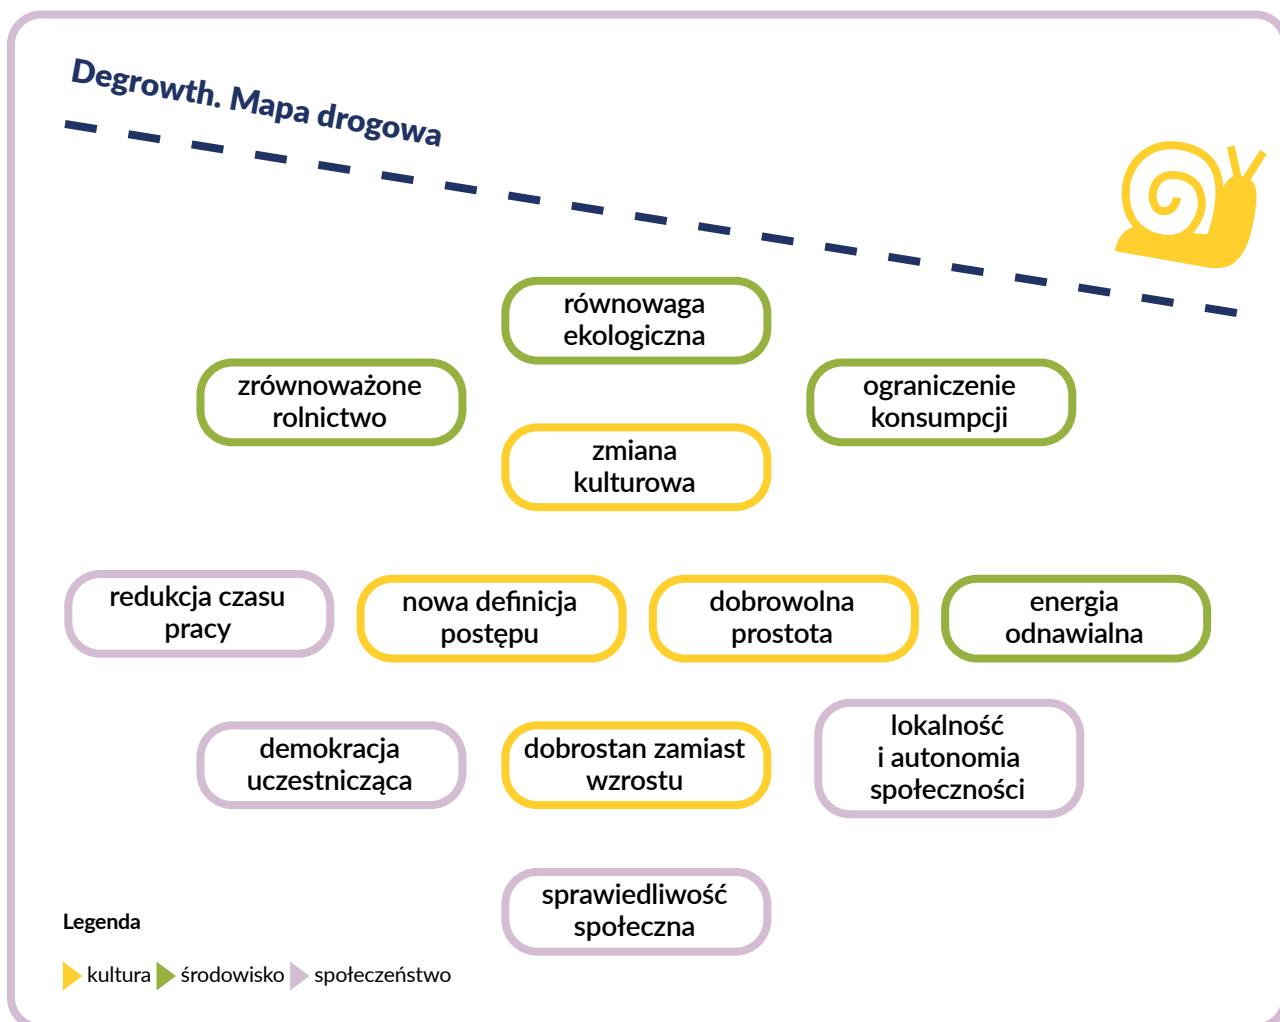 Degrowth. Mapa drogowa
równowaga
ekologiczna
zrównoważone
rolnictwo
ograniczenie
konsumpcji
zmiana
kulturowa
redukcja czasu
pracy
nowa definicja
postępu
dobrowolna
prostota
energia
odnawialna
demokracja
uczestnicząca
dobrostan zamiast
wzrostu
lokalność
i autonomia
społeczności
sprawiedliwość
społeczna
Legenda
kultura środowisko społeczeństwo